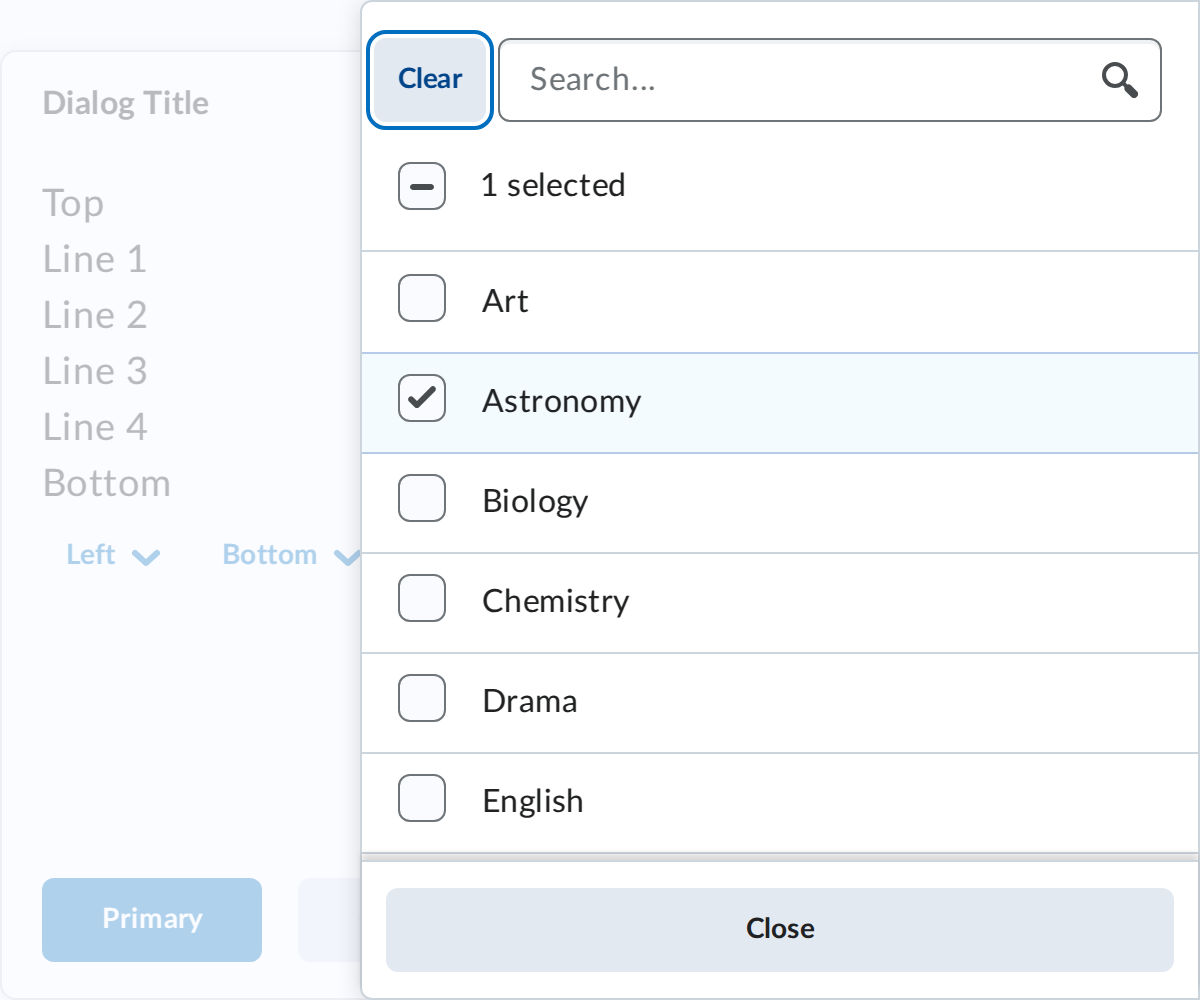 Dialog Title
Top
Line 1
Line 2
Line 3
Line 4
Bottom
Left
Bottom
Primary
Clear
Search...
1 selected
Art
Astronomy
Biology
Chemistry
Drama
English
Close